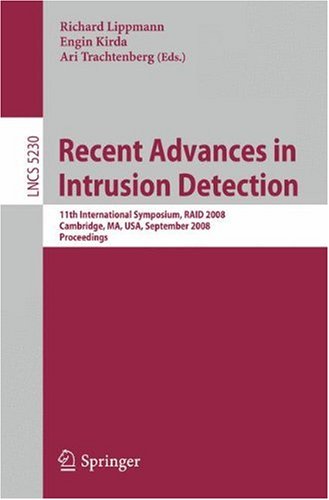 Richard Lippmann
Engin Kirda
Ari Trachtenberg (Eds.)
LNCS 5230
Recent Advances in
Intrusion Detection
11th International Symposium, RAID 2008
Cambridge, MA, USA, September 2008
Proceedings
Springer